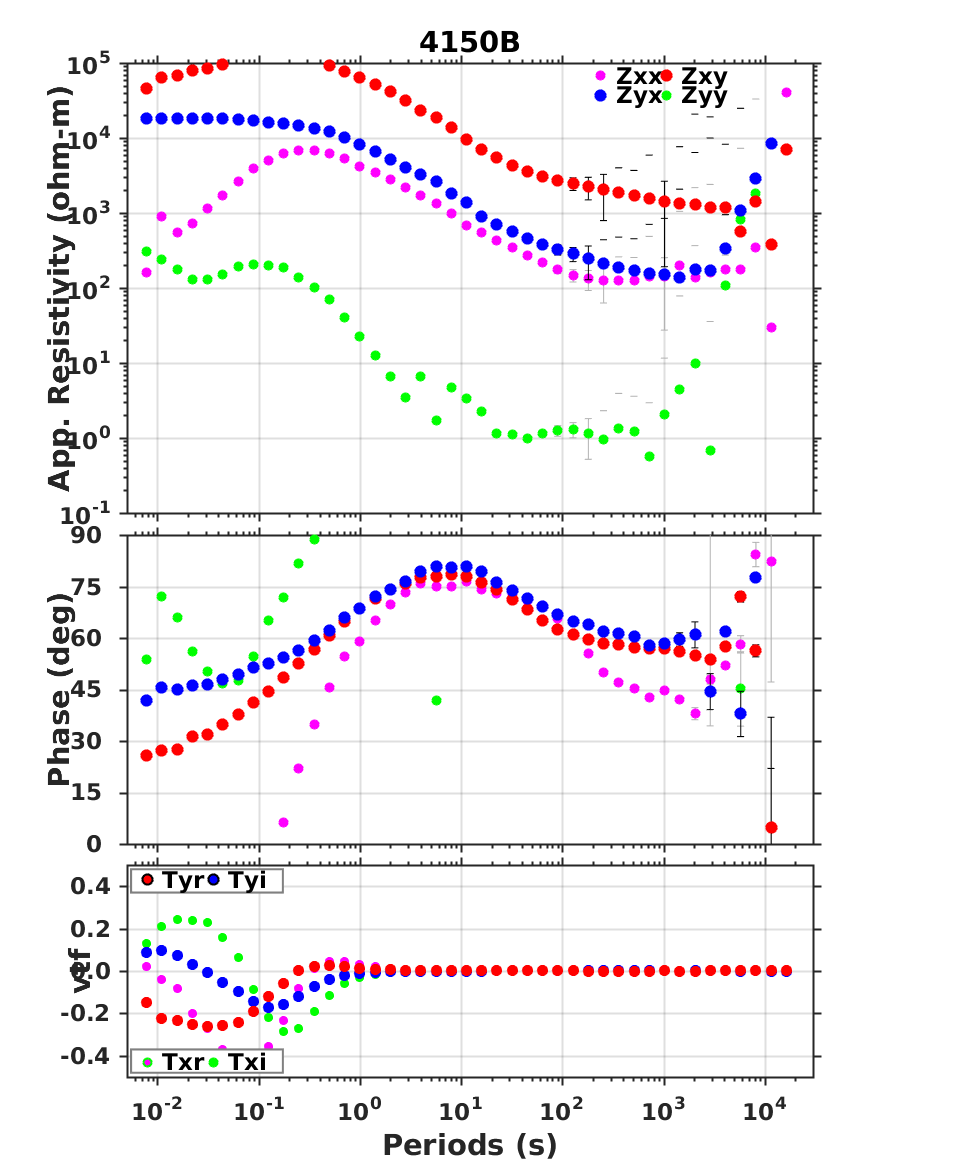 4150B
10^5
10^4
10^3
10^2
10^1
10^0
10^-1
App. Resistivity (ohm-m)
Zxx Zxy
Zyx Zyy
90
75
60
45
30
15
0
Phase (deg)
0.4
0.2
0.0
-0.2
-0.4
vtf
Tyr Tyi
Txr Txi
10^-2 10^-1 10^0 10^1 10^2 10^3 10^4
Periods (s)